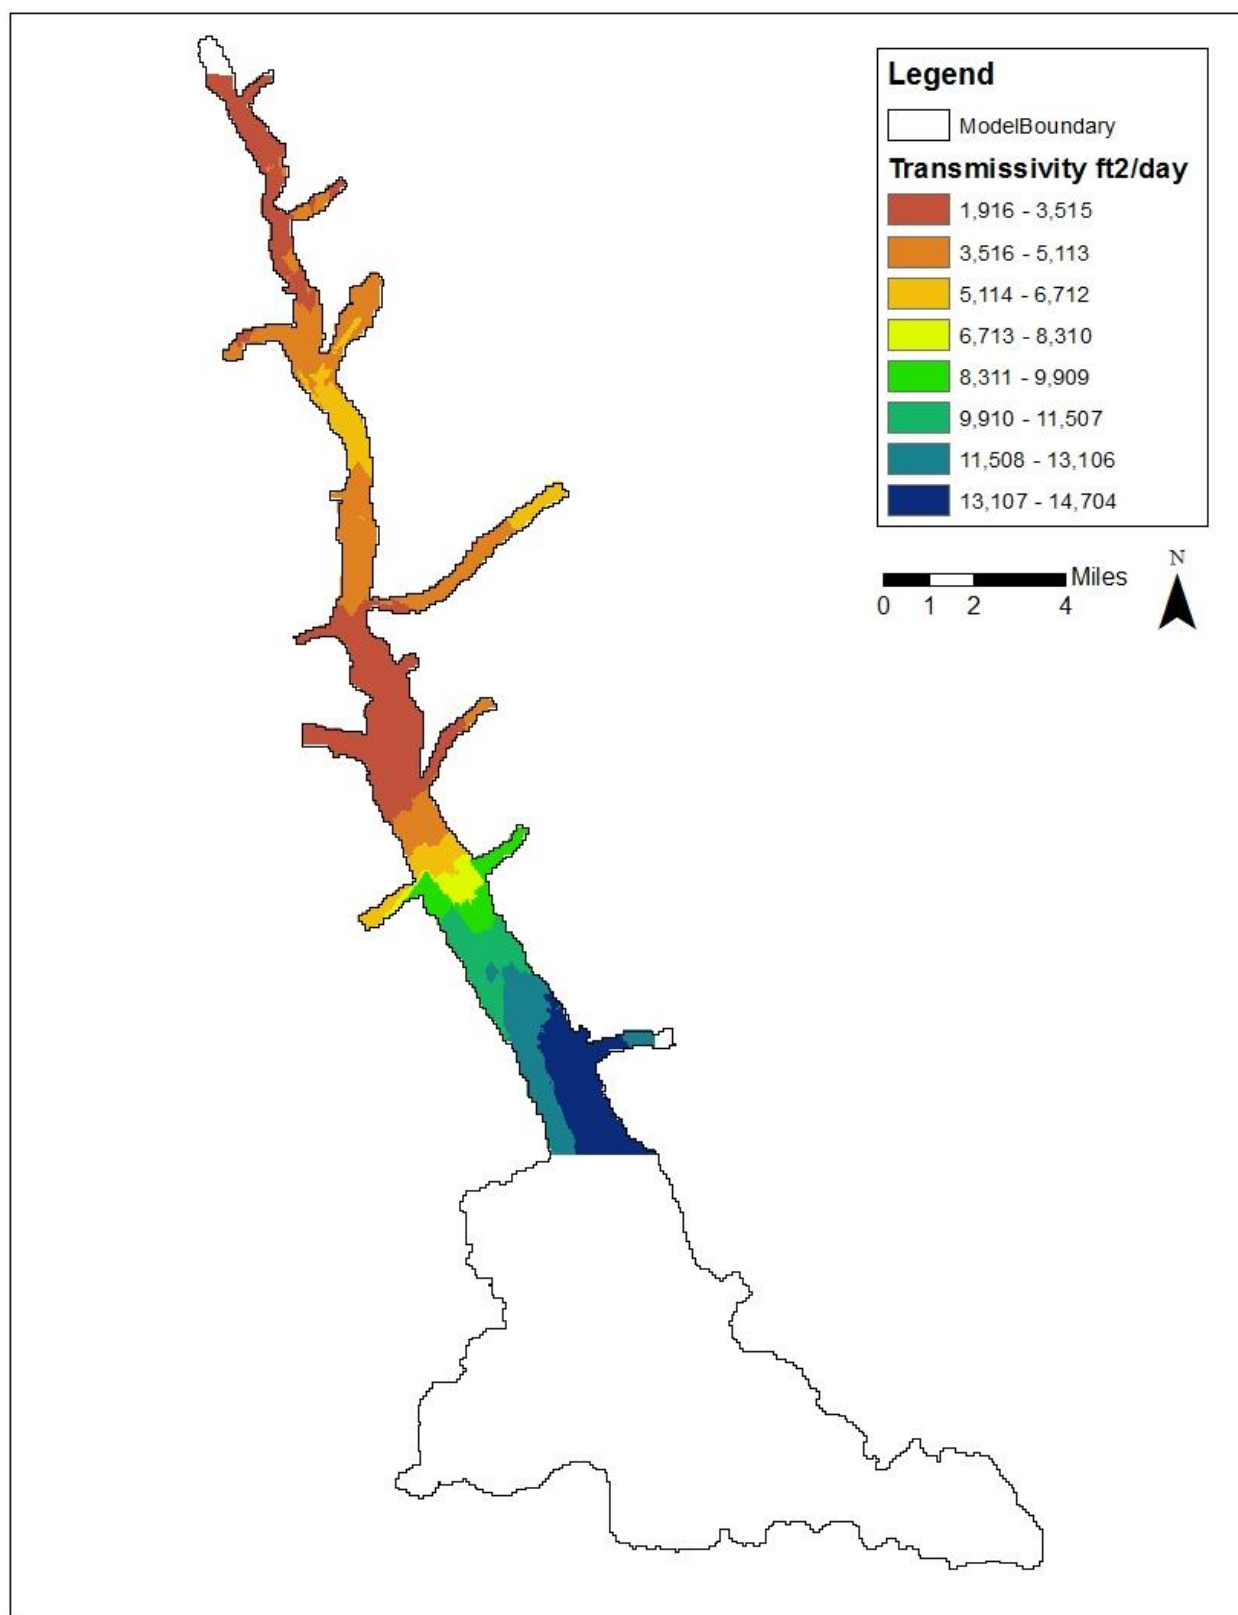 Legend
ModelBoundary
Transmissivity ft2/day
1,916 - 3,515
3,516 - 5,113
5,114 - 6,712
6,713 - 8,310
8,311 - 9,909
9,910 - 11,507
11,508 - 13,106
13,107 - 14,704
Miles
0 1 2 4
N